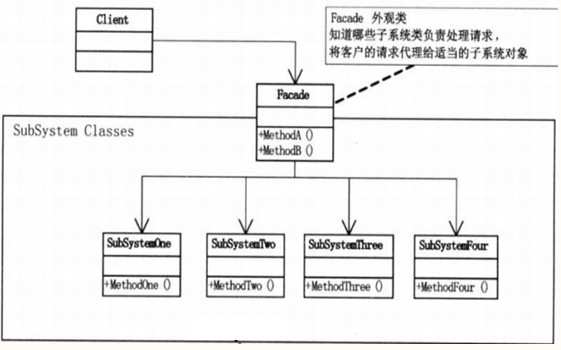 Client
Facade 外观类
知道哪些子系统类负责处理请求，
将客户的请求代理给适当的子系统对象
Facade
+MethodA ()
+MethodB ()
SubSystem Classes
SubSystemOne
+MethodOne ()
SubSystemTwo
+MethodTwo ()
SubSystemThree
+MethodThree ()
SubSystemFour
+MethodFour ()